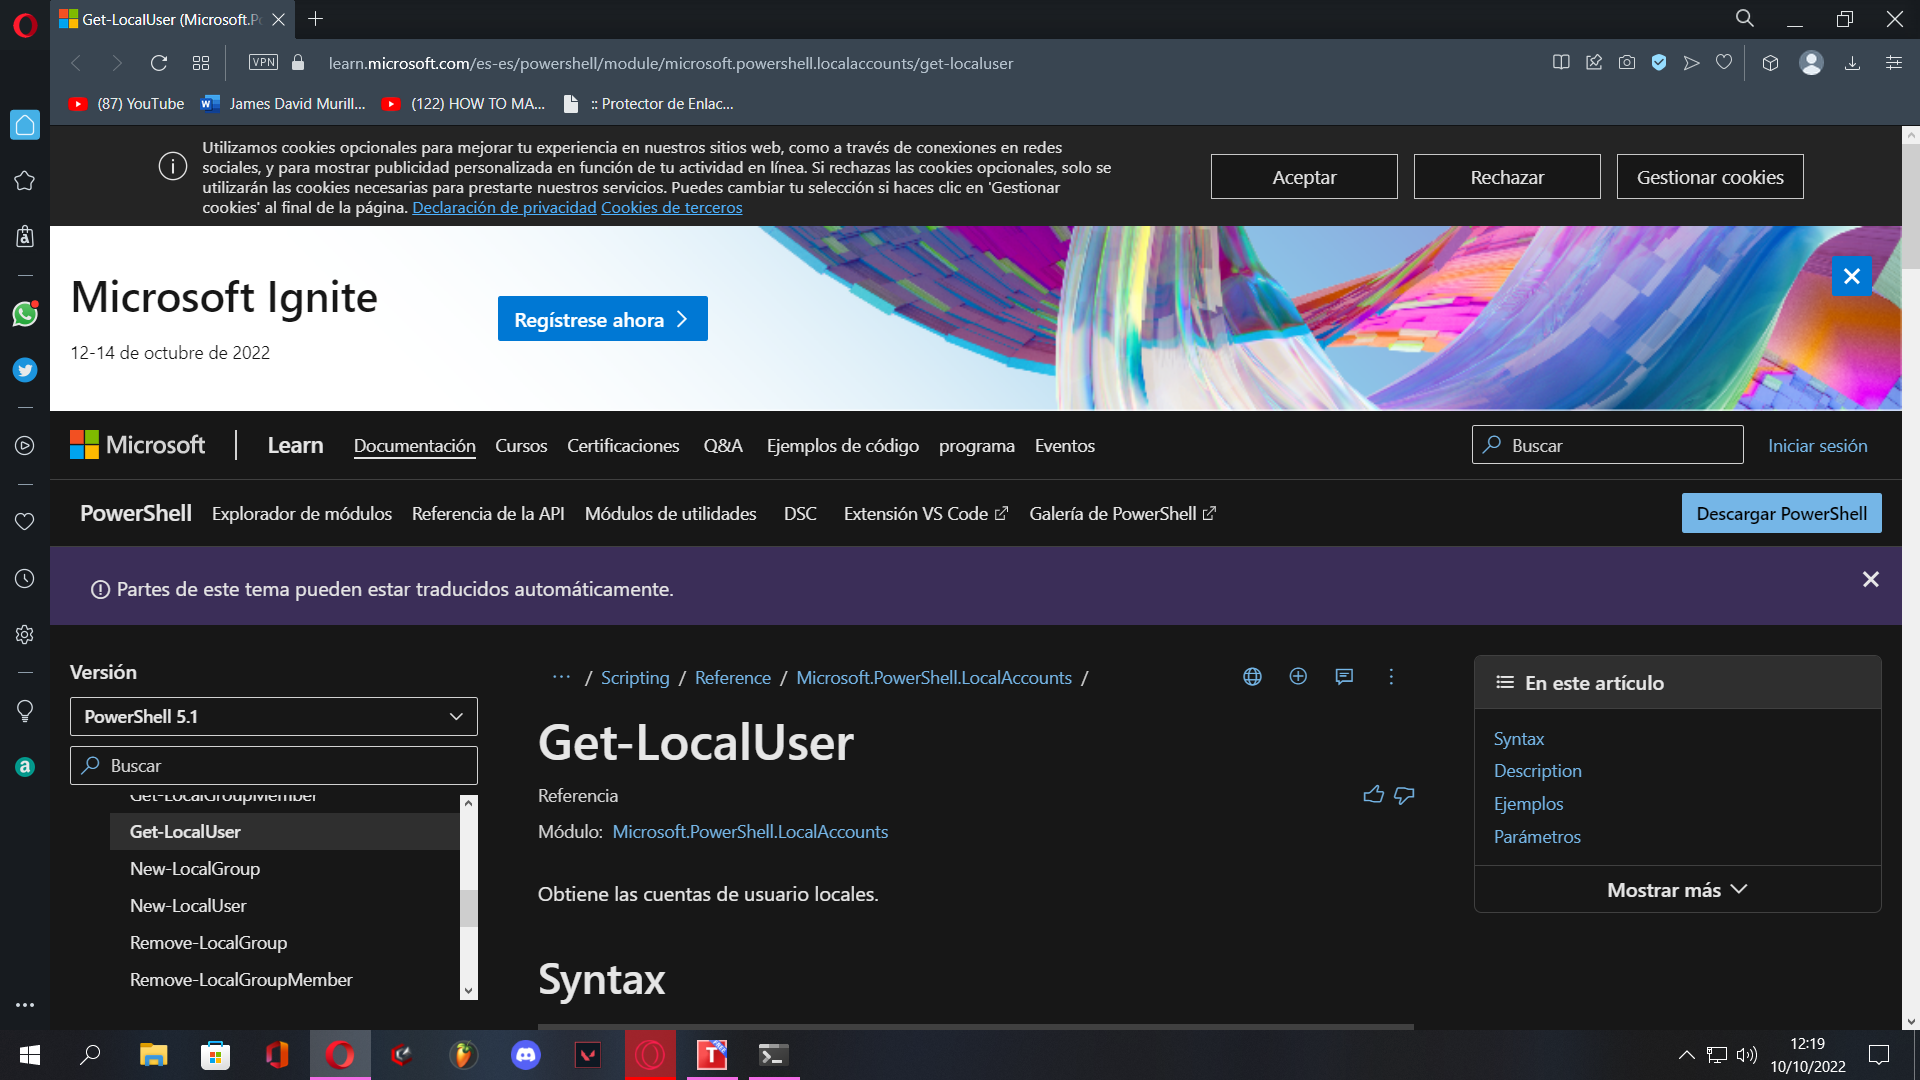 Get-LocalUser (Microsoft.P
VPN
learn.microsoft.com/es-es/powershell/module/microsoft.powershell.localaccounts/get-localuser
(87) YouTube
James David Murill...
(122) HOW TO MA...
:: Protector de Enlac...
Utilizamos cookies opcionales para mejorar tu experiencia en nuestros sitios web, como a través de conexiones en redes
sociales, y para mostrar publicidad personalizada en función de tu actividad en línea. Si rechazas las cookies opcionales, solo se
utilizarán las cookies necesarias para prestarte nuestros servicios. Puedes cambiar tu selección si haces clic en 'Gestionar
cookies' al final de la página. Declaración de privacidad Cookies de terceros
Aceptar
Rechazar
Gestionar cookies
Microsoft Ignite
12-14 de octubre de 2022
Regístrese ahora
Microsoft
Learn
Documentación
Cursos
Certificaciones
Q&A
Ejemplos de código
programa
Eventos
Buscar
Iniciar sesión
PowerShell
Explorador de módulos
Referencia de la API
Módulos de utilidades
DSC
Extensión VS Code
Galería de PowerShell
Descargar PowerShell
Partes de este tema pueden estar traducidos automáticamente.
Versión
PowerShell 5.1
Buscar
Get-LocalGroupMember
Get-LocalUser
New-LocalGroup
New-LocalUser
Remove-LocalGroup
Remove-LocalGroupMember
··· / Scripting / Reference / Microsoft.PowerShell.LocalAccounts /
Get-LocalUser
Referencia
Módulo: Microsoft.PowerShell.LocalAccounts
Obtiene las cuentas de usuario locales.
Syntax
En este artículo
Syntax
Description
Ejemplos
Parámetros
Mostrar más
12:19
10/10/2022